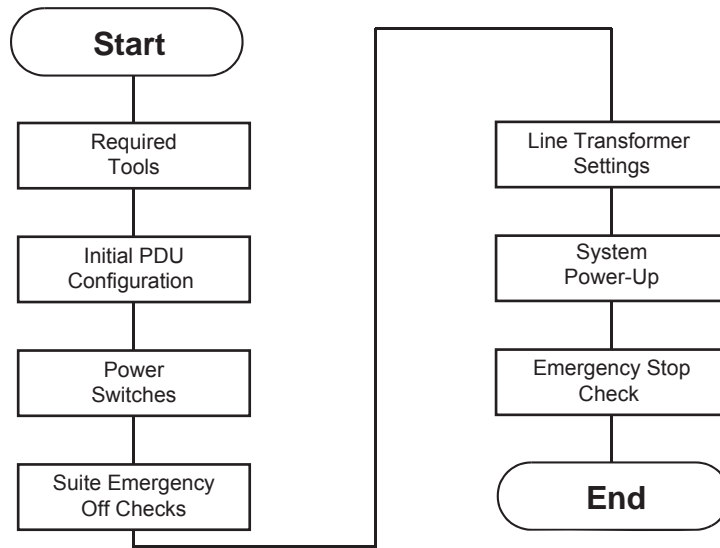 Start
Required
Tools
Initial PDU
Configuration
Power
Switches
Suite Emergency
Off Checks
Line Transformer
Settings
System
Power-Up
Emergency Stop
Check
End